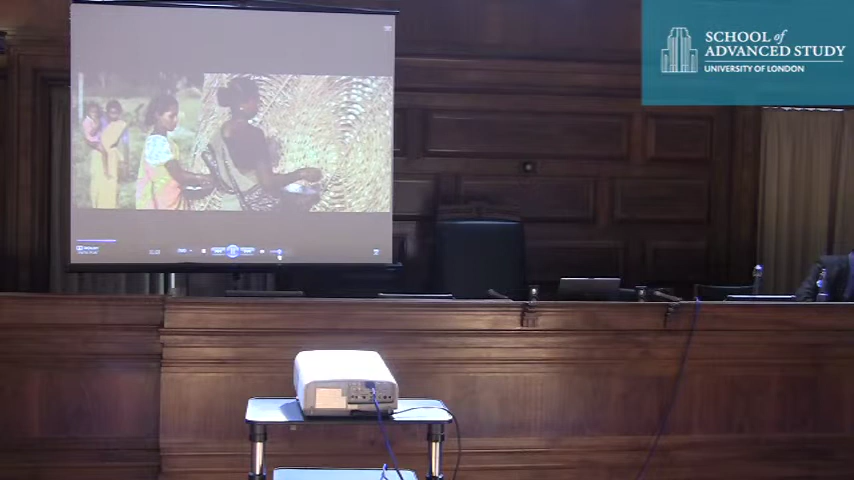 SCHOOL of
ADVANCED STUDY
UNIVERSITY OF LONDON